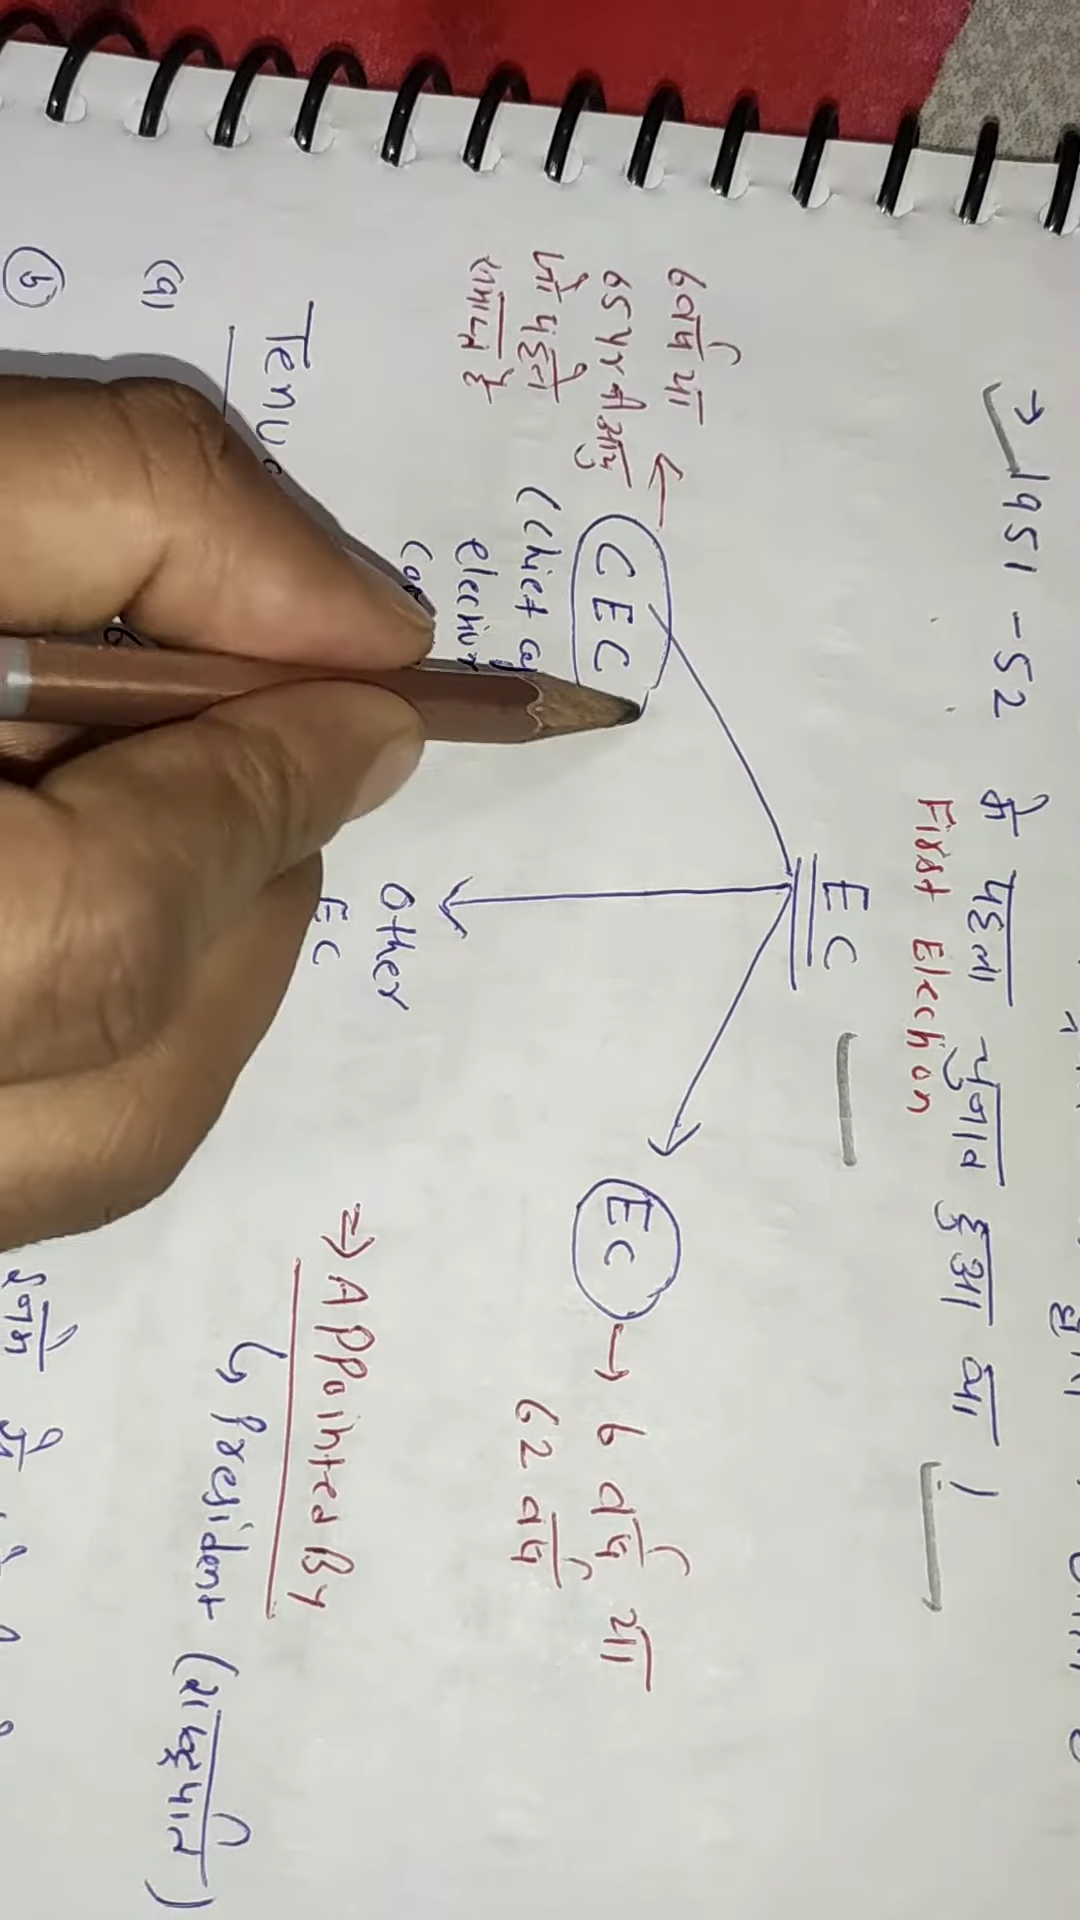 → 1951-52 में पहला चुनाव हुआ था।
First Election
EC
6 वर्ष या
65 yr की आयु
जो पहले
समाप्त हो
←
CEC
(Chief of
election
Ec → 6 वर्ष या
62 वर्ष
Other
EC
⇒ Appointed By
↳ President (राष्ट्रपति)
(a)
(b)